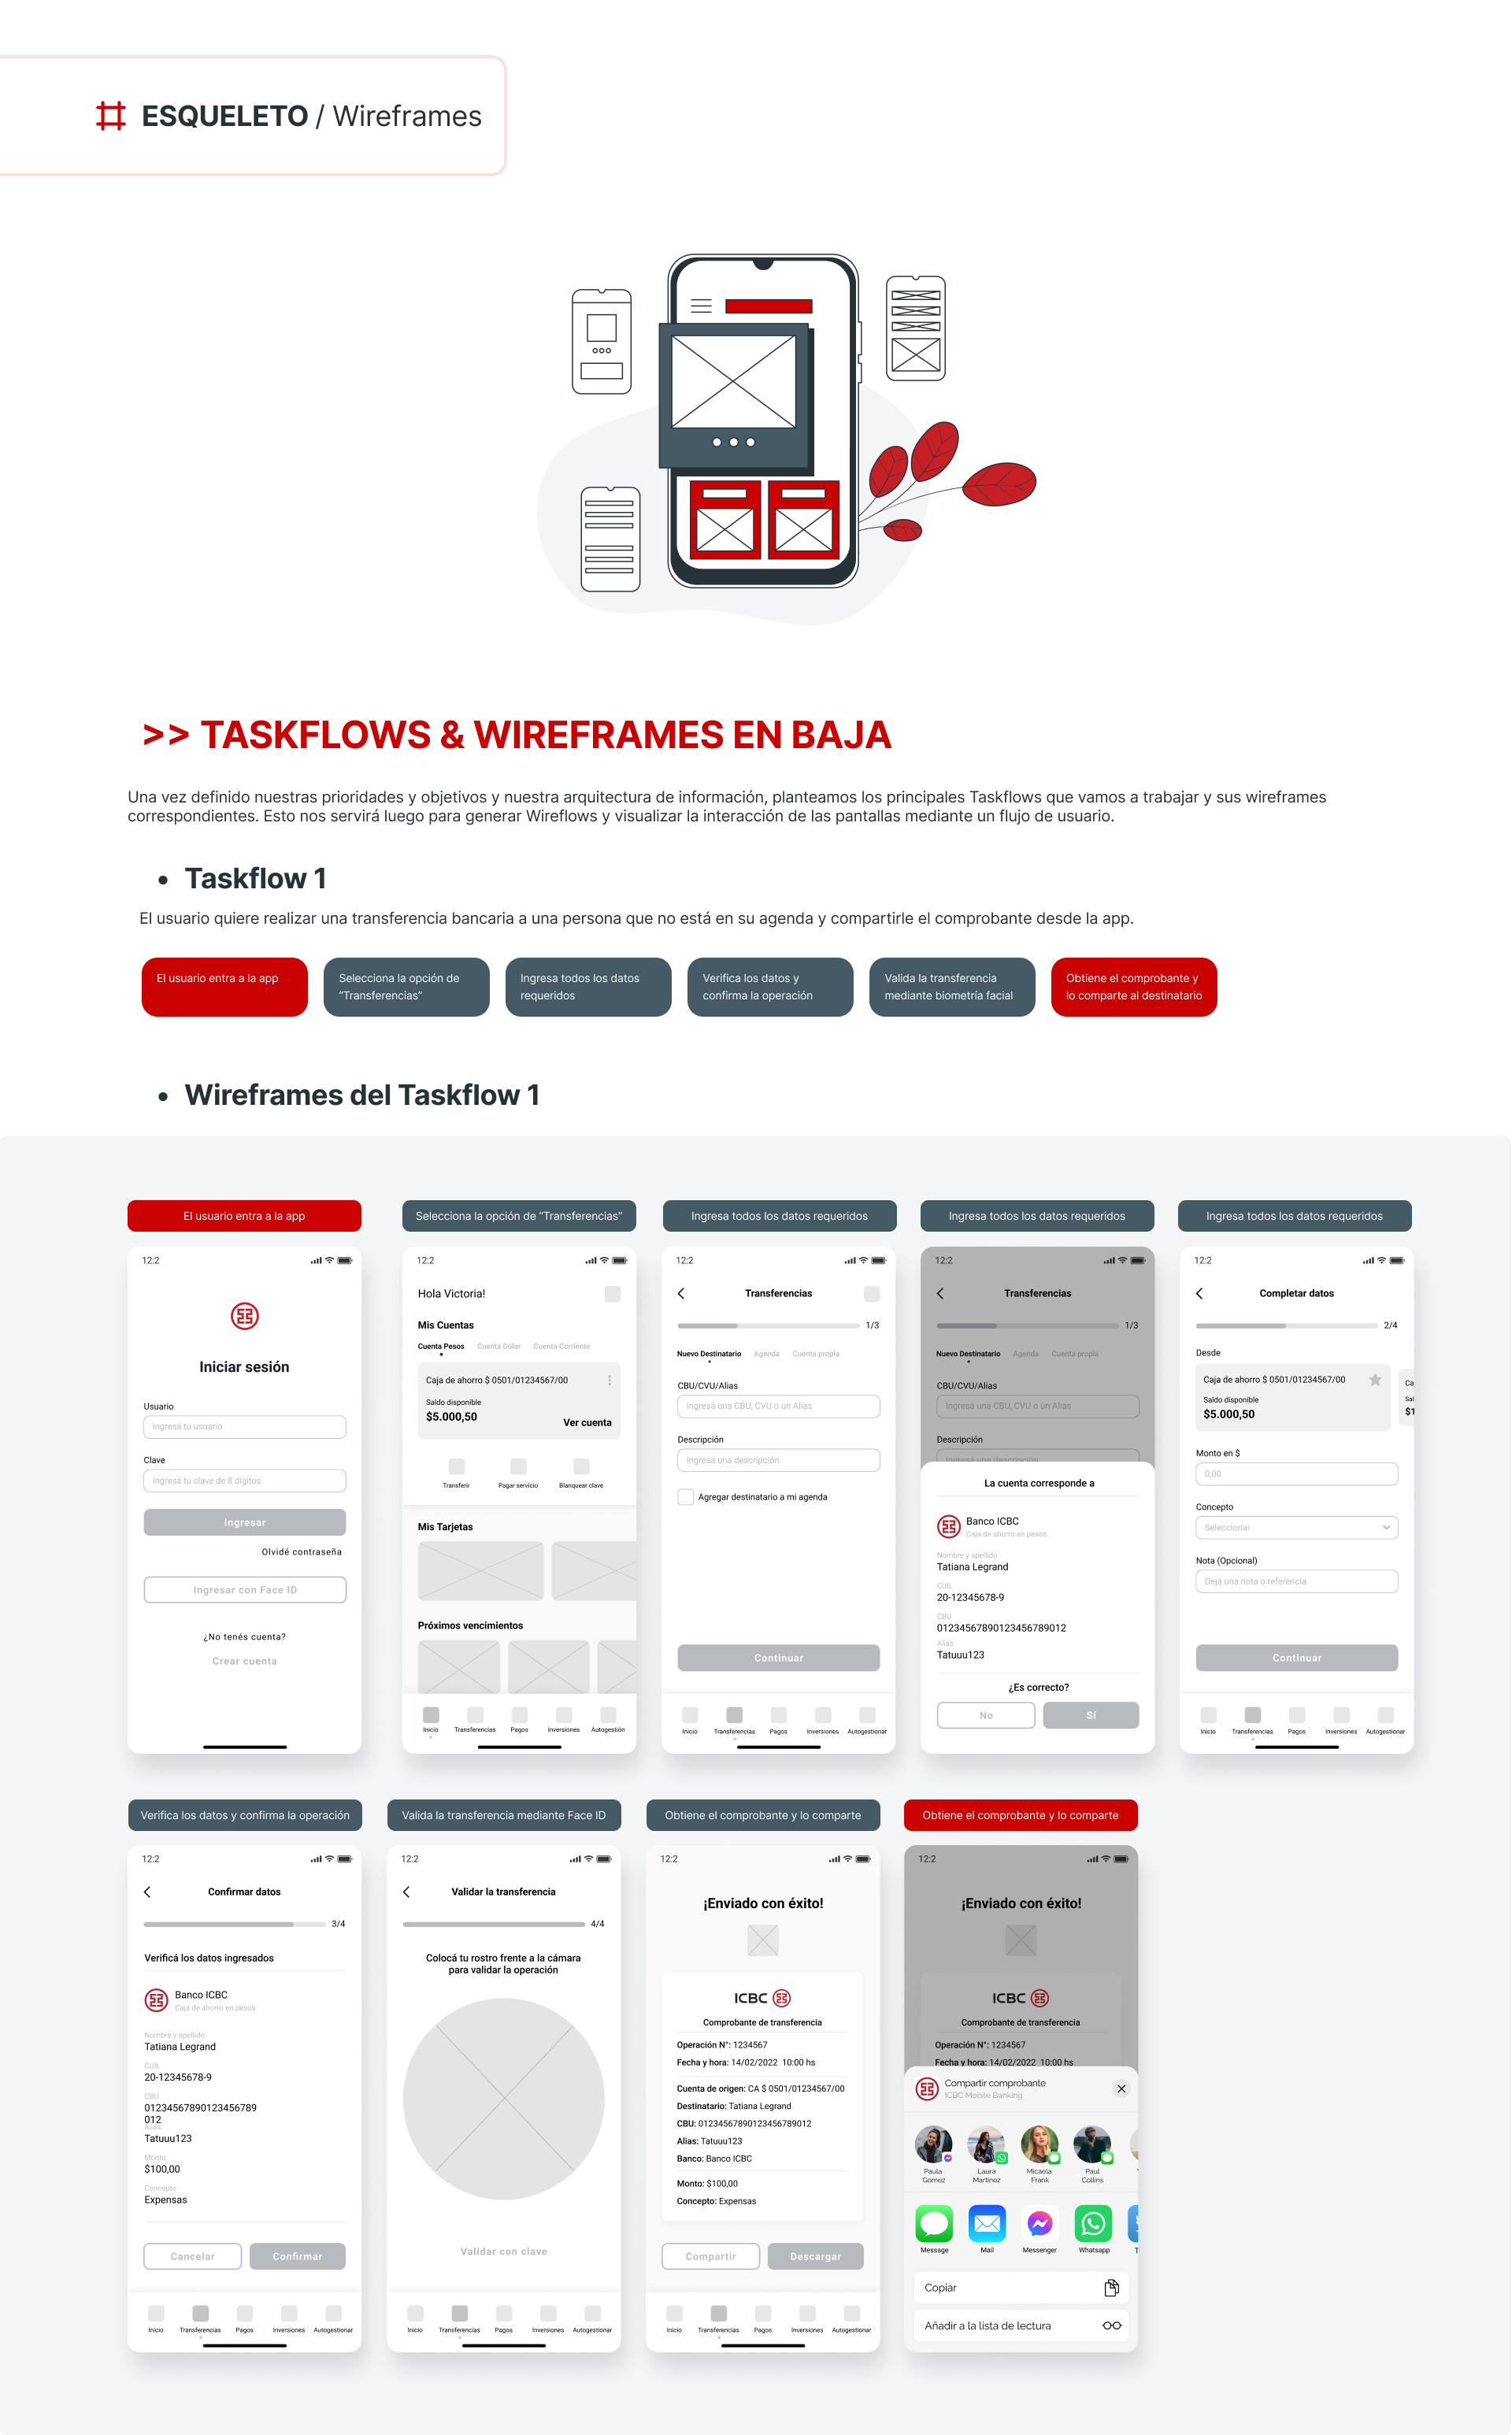 ESQUELETO / Wireframes
>> TASKFLOWS & WIREFRAMES EN BAJA
Una vez definido nuestras prioridades y objetivos y nuestra arquitectura de información, planteamos los principales Taskflows que vamos a trabajar y sus wireframes
correspondientes. Esto nos servirá luego para generar Wireflows y visualizar la interacción de las pantallas mediante un flujo de usuario.
• Taskflow 1
El usuario quiere realizar una transferencia bancaria a una persona que no está en su agenda y compartirle el comprobante desde la app.
El usuario entra a la app
Selecciona la opción de
“Transferencias”
Ingresa todos los datos
requeridos
Verifica los datos y
confirma la operación
Valida la transferencia
mediante biometría facial
Obtiene el comprobante y
lo comparte al destinatario
• Wireframes del Taskflow 1
El usuario entra a la app
12:2
Iniciar sesión
Usuario
Ingresá tu usuario
Clave
Ingresá tu clave de 8 dígitos
Ingresar
Olvidé contraseña
Ingresar con Face ID
¿No tenés cuenta?
Crear cuenta
Selecciona la opción de “Transferencias”
12:2
Hola Victoria!
Mis Cuentas
Cuenta Pesos Cuenta Dólar Cuenta Corriente
Caja de ahorro $ 0501/01234567/00
Saldo disponible
$5.000,50
Ver cuenta
Transferir Pagar servicio Blanquear clave
Mis Tarjetas
Próximos vencimientos
Inicio Transferencias Pagos Inversiones Autogestión
Ingresa todos los datos requeridos
12:2
Transferencias
1/3
Nuevo Destinatario Agenda Cuenta propia
CBU/CVU/Alias
Ingresá una CBU, CVU o un Alias
Descripción
Ingresá una descripción
Agregar destinatario a mi agenda
Continuar
Inicio Transferencias Pagos Inversiones Autogestionar
Ingresa todos los datos requeridos
12:2
Transferencias
1/3
Nuevo Destinatario Agenda Cuenta propia
CBU/CVU/Alias
Ingresá una CBU, CVU o un Alias
Descripción
Ingresá una descripción
La cuenta corresponde a
Banco ICBC
Caja de ahorro en pesos
Nombre y apellido
Tatiana Legrand
CUIL
20-12345678-9
CBU
01234567890123456789012
Alias
Tatuuu123
¿Es correcto?
No Sí
Ingresa todos los datos requeridos
12:2
Completar datos
2/4
Desde
Caja de ahorro $ 0501/01234567/00
Saldo disponible
$5.000,50
Ca
Sal
$1
Monto en $
0,00
Concepto
Seleccionar
Nota (Opcional)
Dejá una nota o referencia
Continuar
Inicio Transferencias Pagos Inversiones Autogestionar
Verifica los datos y confirma la operación
12:2
Confirmar datos
3/4
Verificá los datos ingresados
Banco ICBC
Caja de ahorro en pesos
Nombre y apellido
Tatiana Legrand
CUIL
20-12345678-9
CBU
01234567890123456789
012
Alias
Tatuuu123
Monto
$100,00
Concepto
Expensas
Cancelar Confirmar
Inicio Transferencias Pagos Inversiones Autogestionar
Valida la transferencia mediante Face ID
12:2
Validar la transferencia
4/4
Colocá tu rostro frente a la cámara
para validar la operación
Validar con clave
Inicio Transferencias Pagos Inversiones Autogestionar
Obtiene el comprobante y lo comparte
12:2
¡Enviado con éxito!
ICBC
Comprobante de transferencia
Operación N°: 1234567
Fecha y hora: 14/02/2022 10:00 hs
Cuenta de origen: CA $ 0501/01234567/00
Destinatario: Tatiana Legrand
CBU: 01234567890123456789012
Alias: Tatuuu123
Banco: Banco ICBC
Monto: $100,00
Concepto: Expensas
Compartir Descargar
Inicio Transferencias Pagos Inversiones Autogestionar
Obtiene el comprobante y lo comparte
12:2
¡Enviado con éxito!
ICBC
Comprobante de transferencia
Operación N°: 1234567
Fecha y hora: 14/02/2022 10:00 hs
Compartir comprobante
ICBC Mobile Banking
Paula
Gomez
Laura
Martinez
Micaela
Frank
Paul
Collins
Message Mail Messenger Whatsapp T
Copiar
Añadir a la lista de lectura